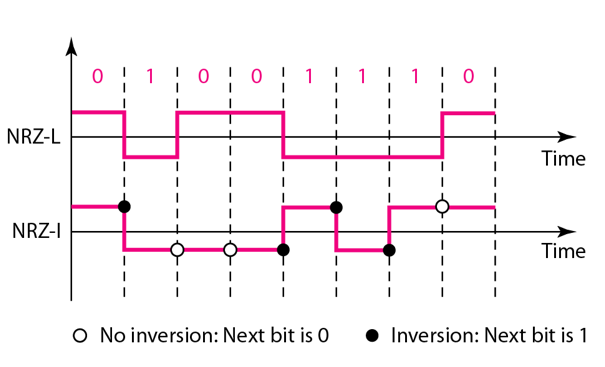 0 1 0 0 1 1 1 0
NRZ-L
Time
NRZ-I
Time
No inversion: Next bit is 0
Inversion: Next bit is 1